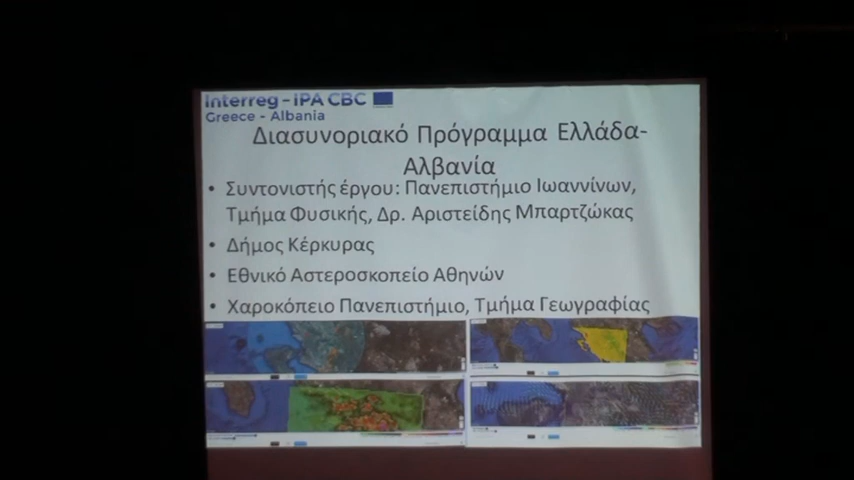 Interreg - IPA CBC
Greece - Albania
Διασυνοριακό Πρόγραμμα Ελλάδα-
Αλβανία
• Συντονιστής έργου: Πανεπιστήμιο Ιωαννίνων,
Τμήμα Φυσικής, Δρ. Αριστείδης Μπαρτζώκας
• Δήμος Κέρκυρας
• Εθνικό Αστεροσκοπείο Αθηνών
• Χαροκόπειο Πανεπιστήμιο, Τμήμα Γεωγραφίας